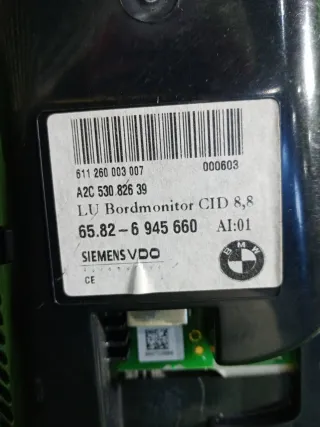 611 260 003 007 000603
A2C 530 826 39
LU Bordmonitor CID 8,8
65.82-6 945 660 AI:01
SIEMENS VDO
BMW
CE